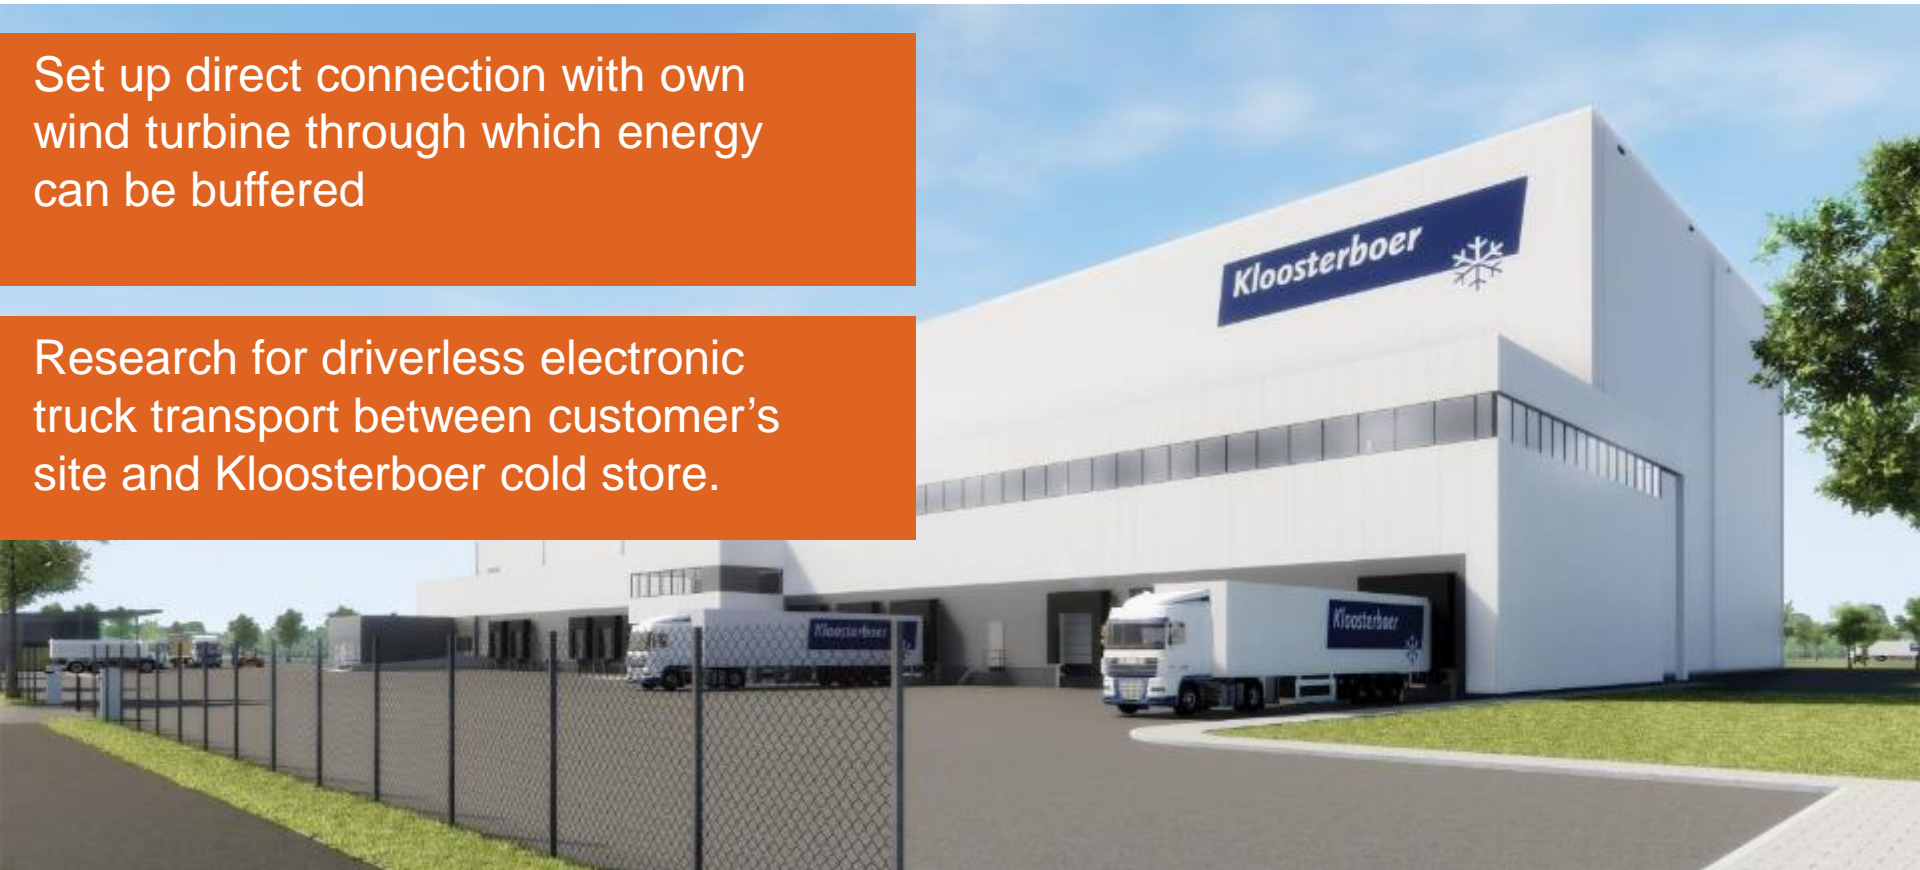 Set up direct connection with own
wind turbine through which energy
can be buffered
Research for driverless electronic
truck transport between customer’s
site and Kloosterboer cold store.
Kloosterboer
Kloosterboer
Kloosterboer